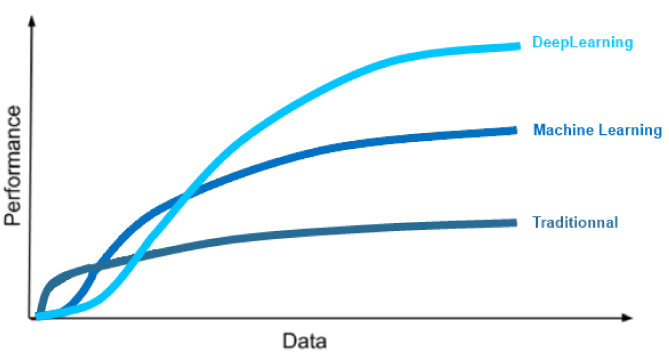 DeepLearning
Machine Learning
Traditionnal
Performance
Data